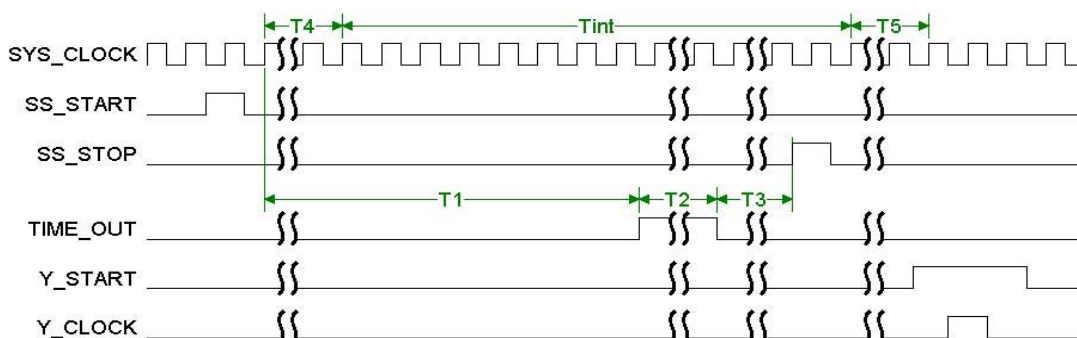 T4 Tint T5
SYS_CLOCK
SS_START
SS_STOP
T1 T2 T3
TIME_OUT
Y_START
Y_CLOCK